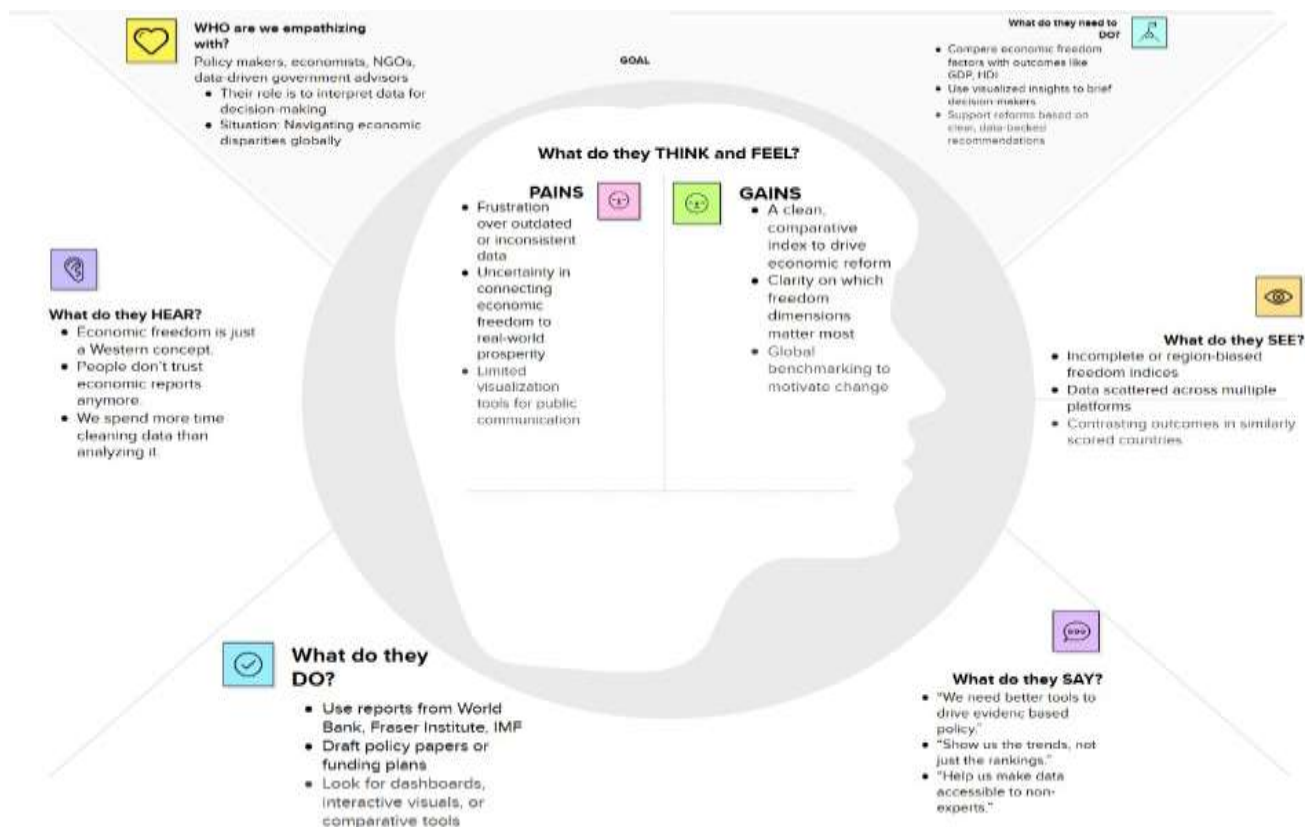 WHO are we empathizing
with?
Policy makers, economists, NGOs,
data-driven government advisors
• Their role is to interpret data for
decision-making
• Situation: Navigating economic
disparities globally
GOAL
What do they need to
DO?
• Compare economic freedom
factors with outcomes like
GDP, HDI
• Use visualized insights to brief
decision-makers
• Support reforms based on
clear, data-backed
recommendations
What do they THINK and FEEL?
PAINS
• Frustration
over outdated
or inconsistent
data
• Uncertainty in
connecting
economic
freedom to
real-world
prosperity
• Limited
visualization
tools for public
communication
GAINS
• A clean,
comparative
index to drive
economic reform
• Clarity on which
freedom
dimensions
matter most
• Global
benchmarking to
motivate change
What do they HEAR?
• Economic freedom is just
a Western concept.
• People don't trust
economic reports
anymore.
• We spend more time
cleaning data than
analyzing it
What do they SEE?
• Incomplete or region-biased
freedom indices
• Data scattered across multiple
platforms
• Contrasting outcomes in similarly
scored countries
What do they
DO?
• Use reports from World
Bank, Fraser Institute, IMF
• Draft policy papers or
funding plans
• Look for dashboards,
interactive visuals, or
comparative tools
What do they SAY?
• "We need better tools to
drive evidenc based
policy."
• "Show us the trends, not
just the rankings."
• "Help us make data
accessible to non-
experts."